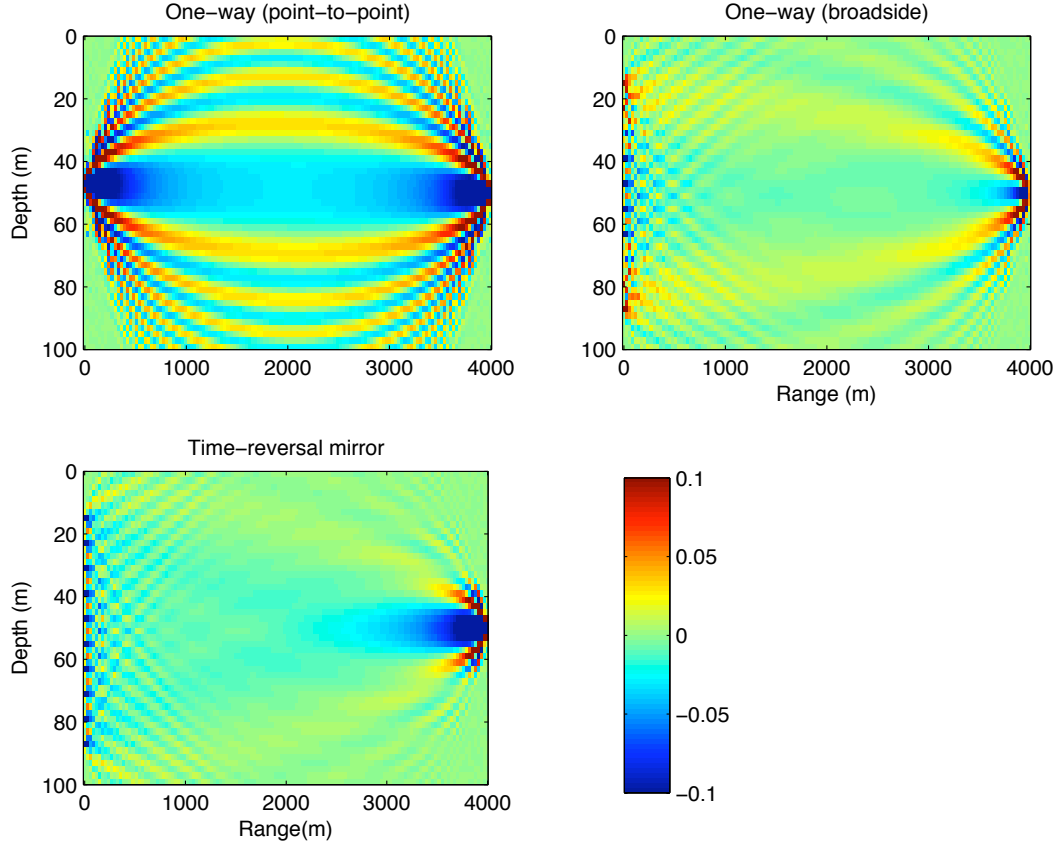 One−way (point−to−point)
0
20
40
60
80
100
Depth (m)
0 1000 2000 3000 4000
One−way (broadside)
0
20
40
60
80
100
0 1000 2000 3000 4000
Range (m)
Time−reversal mirror
0
20
40
60
80
100
Depth (m)
0 1000 2000 3000 4000
Range(m)
0.1
0.05
0
−0.05
−0.1